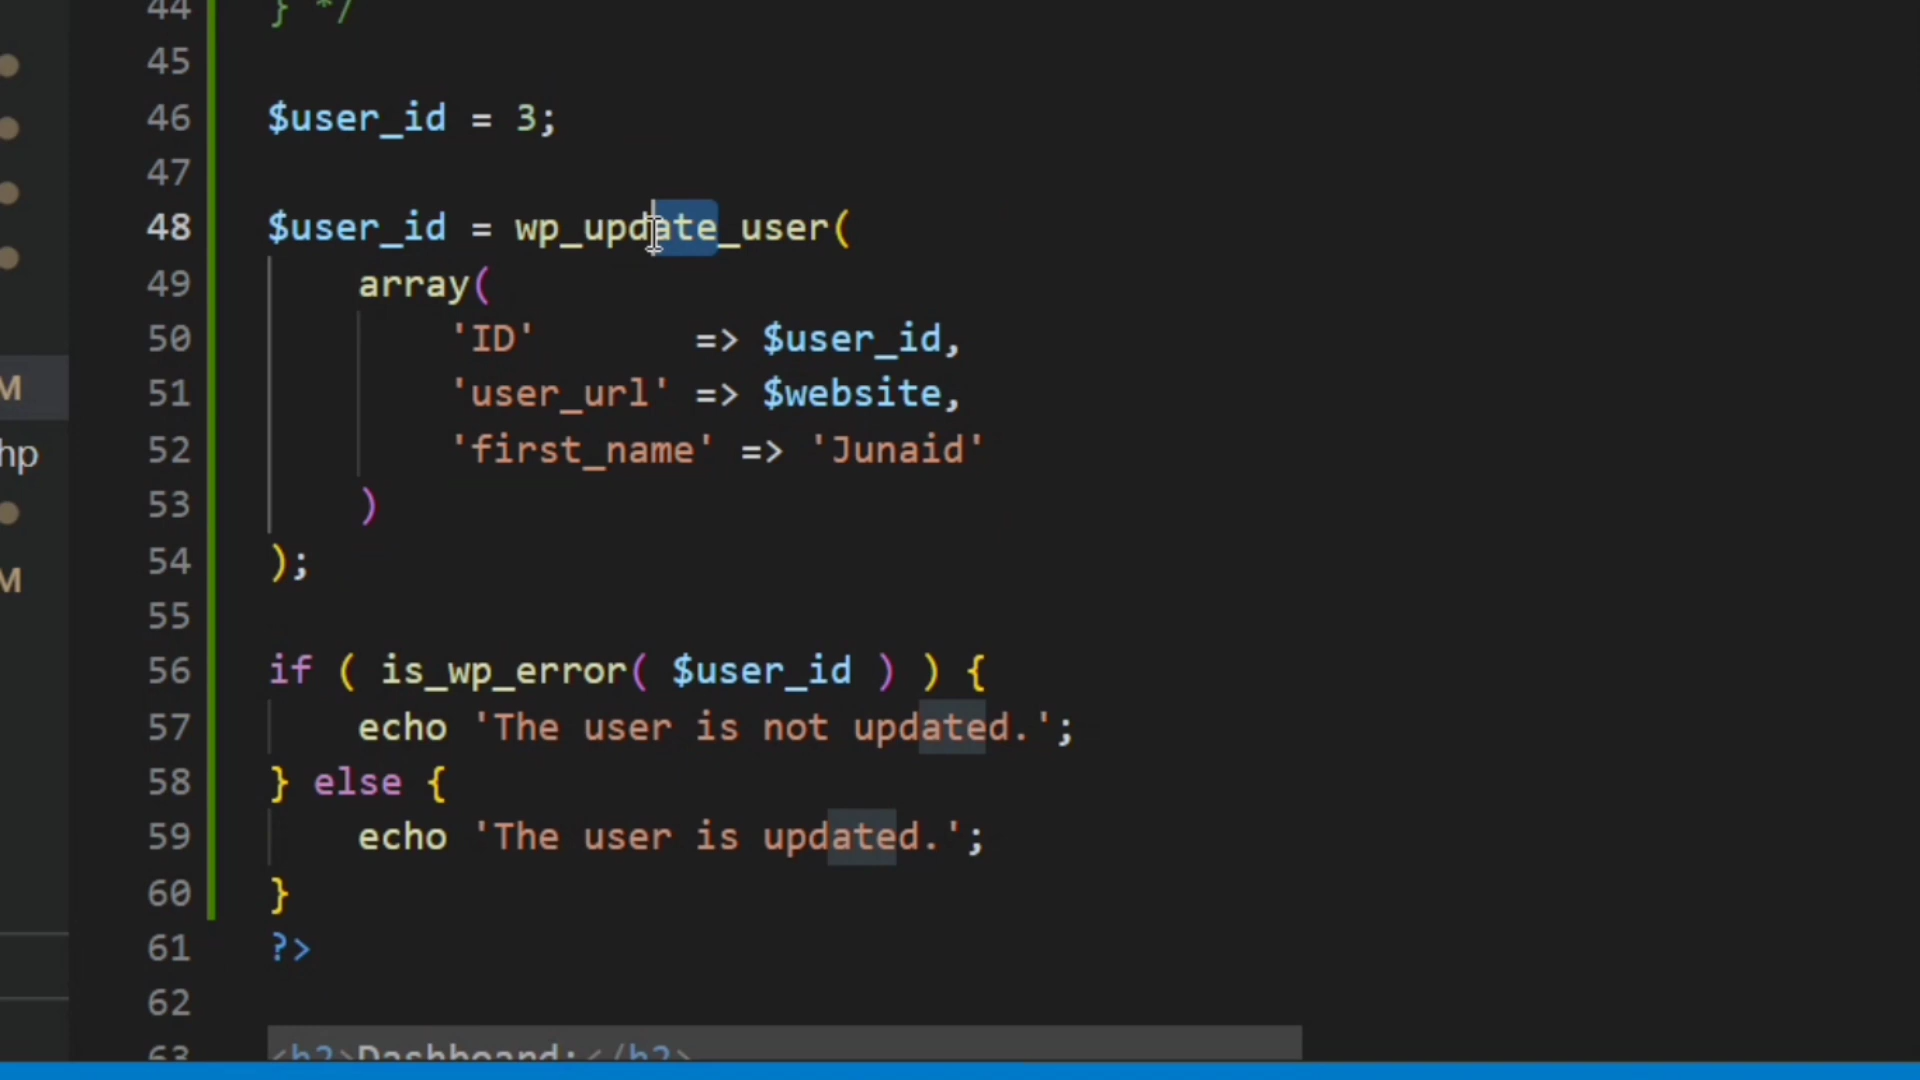 44 } */
45
46 $user_id = 3;
47
48 $user_id = wp_update_user(
49 array(
50 'ID' => $user_id,
51 'user_url' => $website,
52 'first_name' => 'Junaid'
53 )
54 );
55
56 if ( is_wp_error( $user_id ) ) {
57 echo 'The user is not updated.';
58 } else {
59 echo 'The user is updated.';
60 }
61 ?>
62
63 <h2>Dashboard:</h2>
M
hp
M